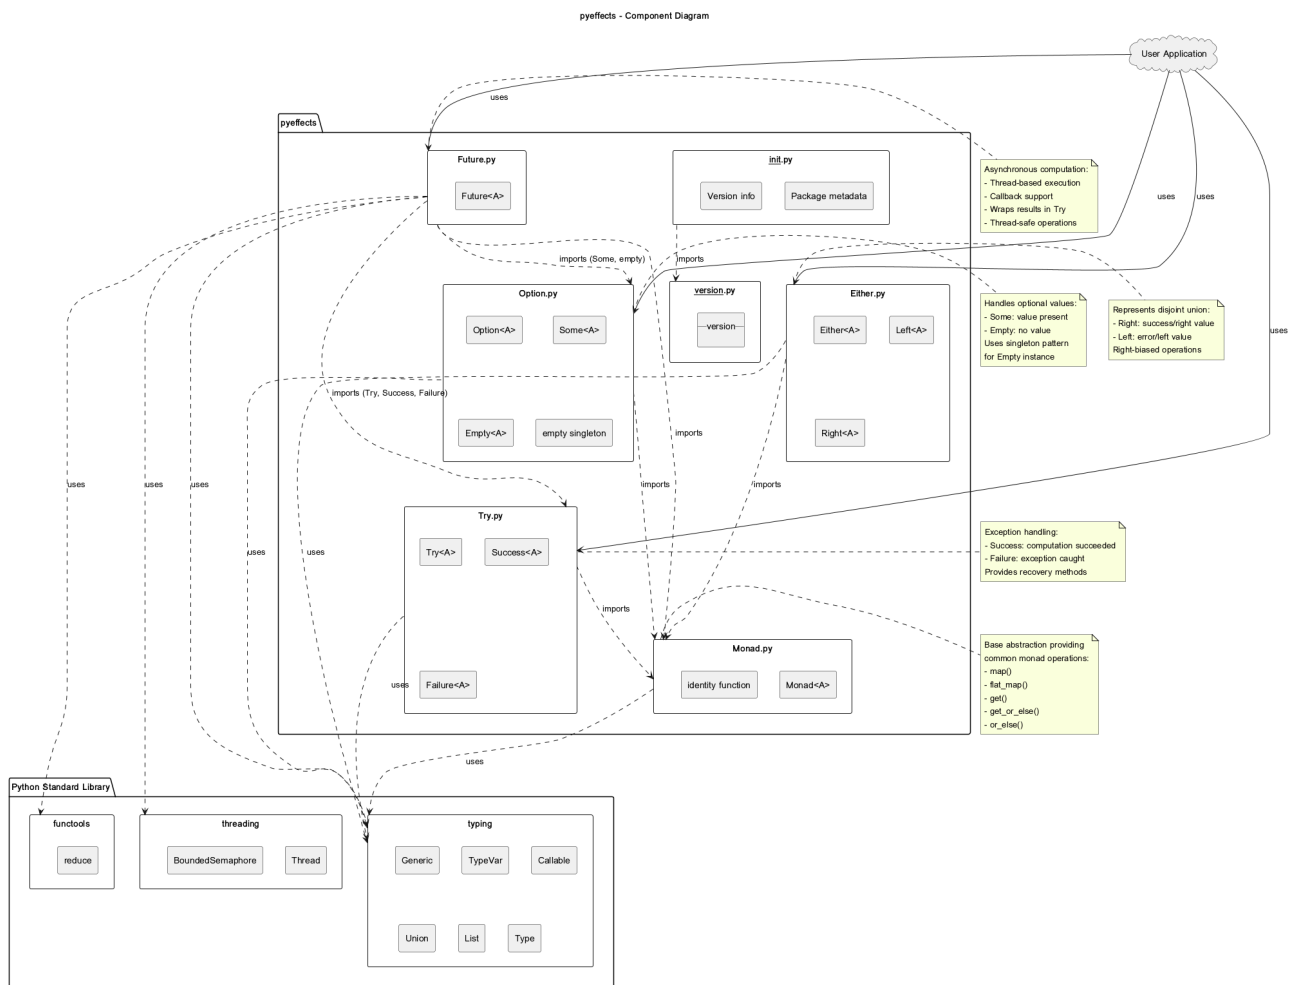 pyeffects - Component Diagram
User Application
uses
pyeffects
Future.py
Future<A>
init.py
Version info
Package metadata
Asynchronous computation:
- Thread-based execution
- Callback support
- Wraps results in Try
- Thread-safe operations
uses
uses
imports (Some, empty)
imports
Option.py
Option<A>
Some<A>
Empty<A>
empty singleton
version.py
version
Either.py
Either<A>
Left<A>
Right<A>
Handles optional values:
- Some: value present
- Empty: no value
Uses singleton pattern
for Empty instance
Represents disjoint union:
- Right: success/right value
- Left: error/left value
Right-biased operations
uses
imports (Try, Success, Failure)
imports
imports
imports
uses
uses
uses
Try.py
Try<A>
Success<A>
Failure<A>
Exception handling:
- Success: computation succeeded
- Failure: exception caught
Provides recovery methods
uses
uses
imports
uses
Monad.py
identity function
Monad<A>
Base abstraction providing
common monad operations:
- map()
- flat_map()
- get()
- get_or_else()
- or_else()
uses
Python Standard Library
functools
reduce
threading
BoundedSemaphore
Thread
typing
Generic
TypeVar
Callable
Union
List
Type